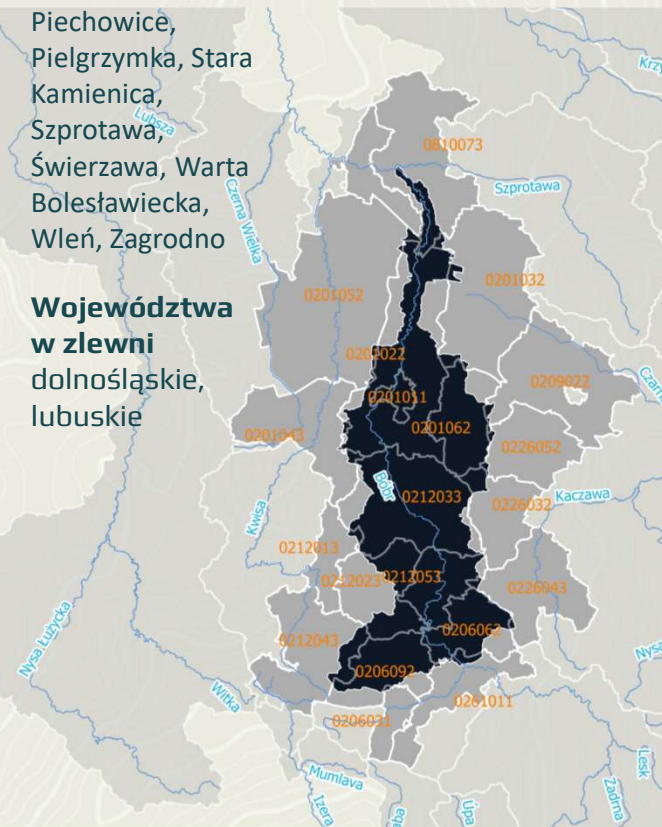 Piechowice,
Pielgrzymka, Stara
Kamienica,
Szprotawa,
Świerzawa, Warta
Bolesławiecka,
Wleń, Zagrodno
Województwa
w zlewni
dolnośląskie,
lubuskie
Lubsza
Czerna Wielka
0810073
Szprotawa
0201052
0201032
0201022
0209022
0201011
0201062
0201043
0226052
Bóbr
0212033
Kaczawa
0226032
Kwisa
0212013
0212023
0212053
0226043
0212043
0206062
Nysa Łużycka
0206092
Witka
0261011
0206031
Mumlava
Izera
Úpa
Zadrna
Lesk